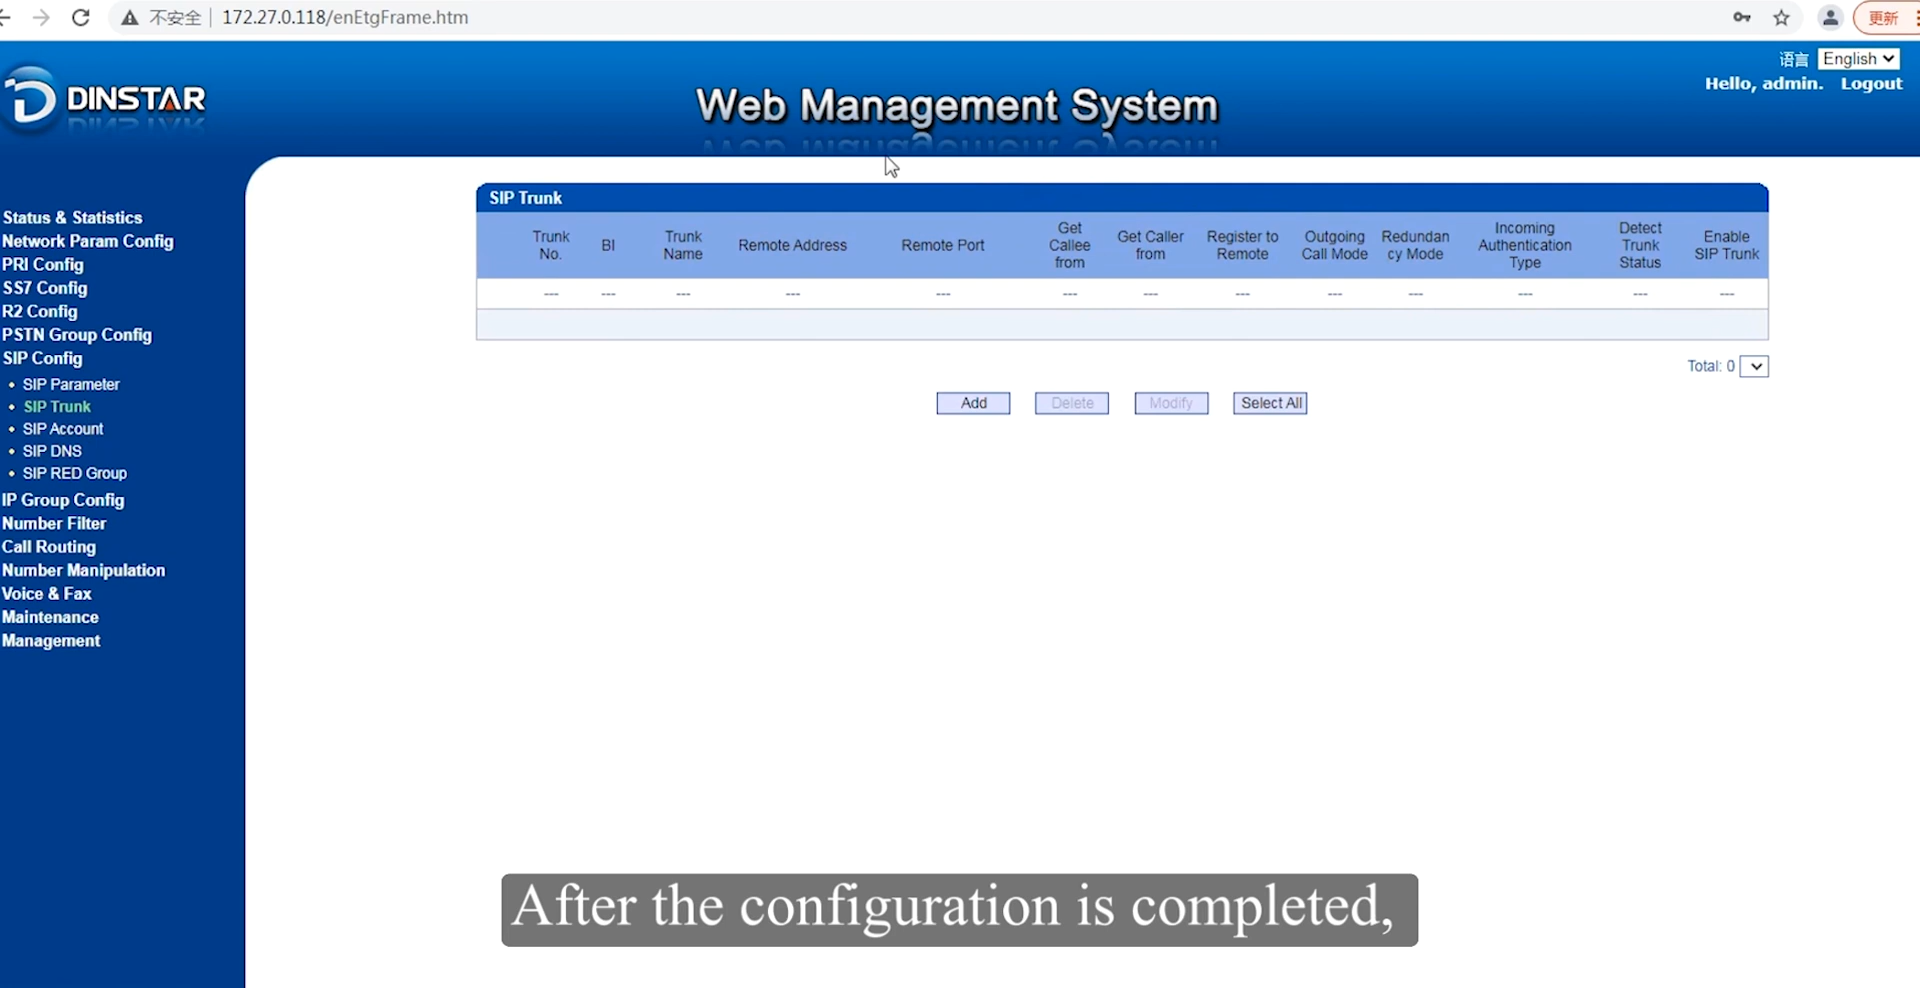 不安全 172.27.0.118/enEtgFrame.htm
更新
语言 English
Hello, admin. Logout
DINSTAR
Web Management System
Status & Statistics
Network Param Config
PRI Config
SS7 Config
R2 Config
PSTN Group Config
SIP Config
SIP Parameter
SIP Trunk
SIP Account
SIP DNS
SIP RED Group
IP Group Config
Number Filter
Call Routing
Number Manipulation
Voice & Fax
Maintenance
Management
SIP Trunk
Trunk No. BI Trunk Name Remote Address Remote Port Get Callee from Get Caller from Register to Remote Outgoing Call Mode Redundan cy Mode Incoming Authentication Type Detect Trunk Status Enable SIP Trunk
--- --- --- --- --- --- --- --- --- --- --- --- ---
Total: 0
Add Delete Modify Select All
After the configuration is completed,